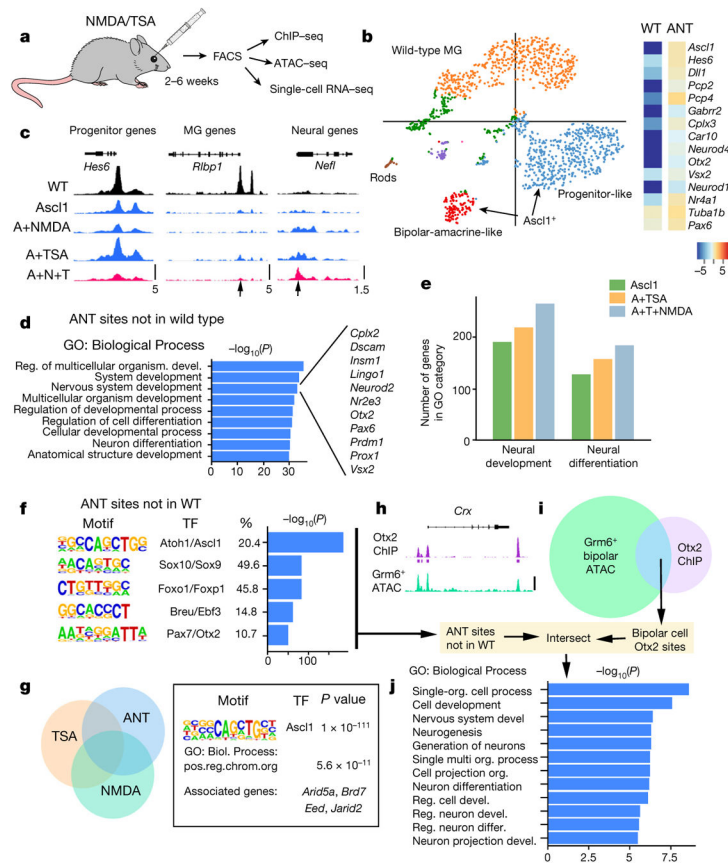 a
NMDA/TSA
2–6 weeks
FACS
ChIP–seq
ATAC–seq
Single-cell RNA–seq
b
Wild-type MG
Rods
Bipolar-amacrine-like
Ascl1+
Progenitor-like
WT ANT
Ascl1
Hes6
Dll1
Pcp2
Pcp4
Gabrr2
Cplx3
Car10
Neurod4
Otx2
Vsx2
Neurod1
Nr4a1
Tuba1b
Pax6
−5 0 5
c
Progenitor genes MG genes Neural genes
Hes6 Rlbp1 Nefl
WT
Ascl1
A+NMDA
A+TSA
A+N+T
5 5 1.5
d
ANT sites not in wild type
GO: Biological Process −log10(P)
Reg. of multicellular organism. devel.
System development
Nervous system development
Multicellular organism development
Regulation of developmental process
Regulation of cell differentiation
Cellular developmental process
Neuron differentiation
Anatomical structure development
0 10 20 30
Cplx2
Dscam
Insm1
Lingo1
Neurod2
Nr2e3
Otx2
Pax6
Prdm1
Prox1
Vsx2
e
Ascl1
A+TSA
A+T+NMDA
Number of genes
in GO category
200
100
0
Neural
development
Neural
differentiation
f
ANT sites not in WT
Motif TF % −log10(P)
Atoh1/Ascl1 20.4
Sox10/Sox9 49.6
Foxo1/Foxp1 45.8
Breu/Ebf3 14.8
Pax7/Otx2 10.7
0 100
g
TSA
ANT
NMDA
Motif TF P value
Ascl1 1 × 10−111
GO: Biol. Process:
pos.reg.chrom.org 5.6 × 10−11
Associated genes: Arid5a, Brd7
Eed, Jarid2
h
Crx
Otx2
ChIP
Grm6+
ATAC
i
Grm6+
bipolar
ATAC
Otx2
ChIP
ANT sites
not in WT
Intersect
Bipolar cell
Otx2 sites
GO: Biological Process −log10(P)
j
Single-org. cell process
Cell development
Nervous system devel
Neurogenesis
Generation of neurons
Single multi org. process
Cell projection org.
Neuron differentiation
Reg. cell devel.
Reg. neuron devel.
Reg. neuron differ.
Neuron projection devel.
0 2.5 5 7.5